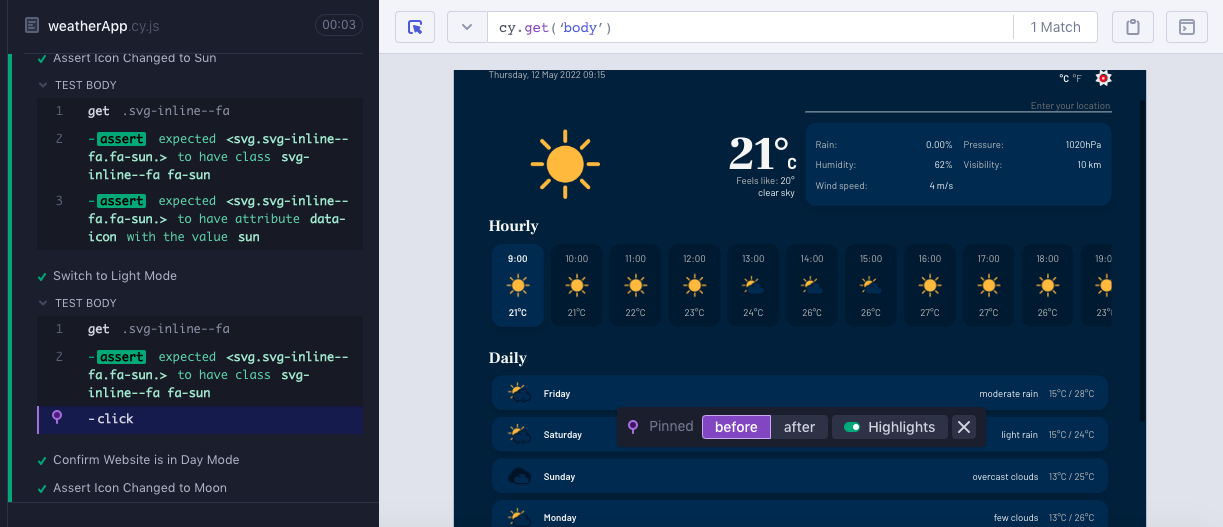 weatherApp.cy.js
00:03
Assert Icon Changed to Sun
TEST BODY
1 get .svg-inline--fa
2 -assert expected <svg.svg-inline--
fa.fa-sun.> to have class svg-
inline--fa fa-sun
3 -assert expected <svg.svg-inline--
fa.fa-sun.> to have attribute data-
icon with the value sun
Switch to Light Mode
TEST BODY
1 get .svg-inline--fa
2 -assert expected <svg.svg-inline--
fa.fa-sun.> to have class svg-
inline--fa fa-sun
-click
Confirm Website is in Day Mode
Assert Icon Changed to Moon
cy.get(‘body’)
1 Match
Thursday, 12 May 2022 09:15
°C °F
Enter your location
21°C
Feels like: 20°
clear sky
Rain: 0.00% Pressure: 1020hPa
Humidity: 62% Visibility: 10 km
Wind speed: 4 m/s
Hourly
9:00 10:00 11:00 12:00 13:00 14:00 15:00 16:00 17:00 18:00 19:0
21°C 21°C 22°C 23°C 24°C 26°C 26°C 27°C 27°C 26°C 23°
Daily
Friday moderate rain 15°C / 28°C
Saturday light rain 15°C / 24°C
Pinned before after Highlights
Sunday overcast clouds 13°C / 25°C
Monday few clouds 13°C / 26°C